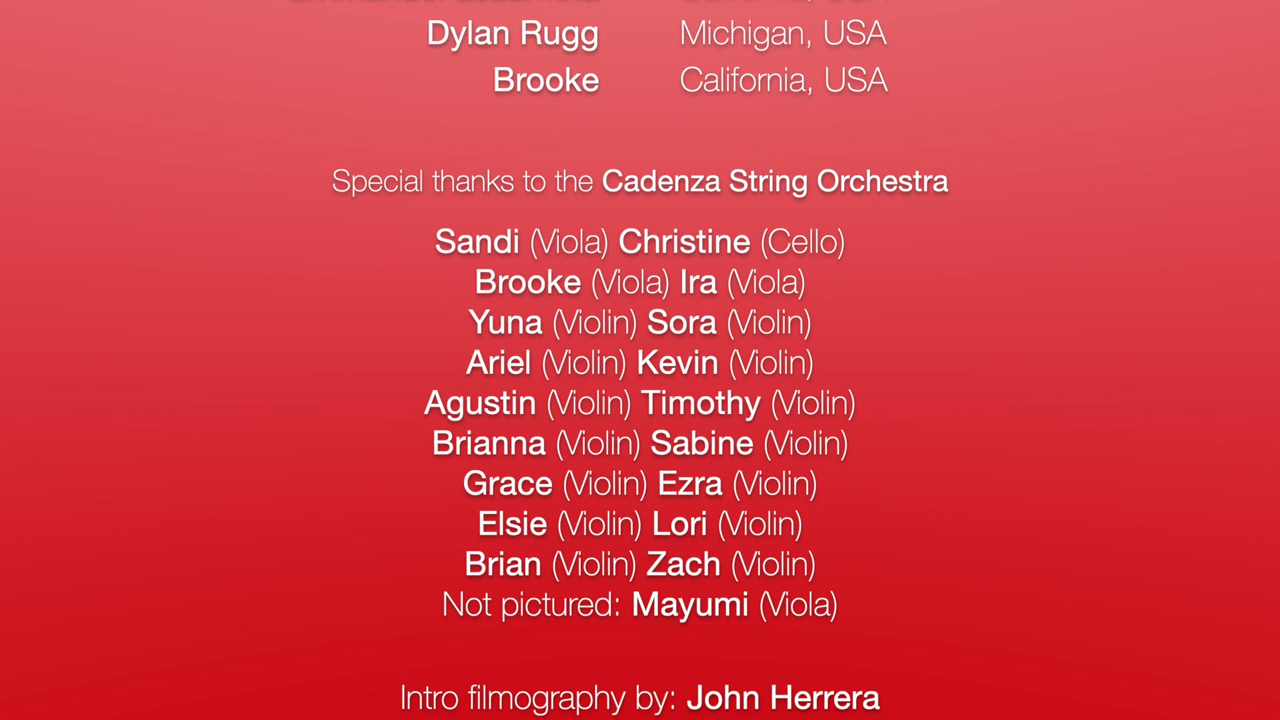 Dylan Rugg Michigan, USA
Brooke California, USA
Special thanks to the Cadenza String Orchestra
Sandi (Viola) Christine (Cello)
Brooke (Viola) Ira (Viola)
Yuna (Violin) Sora (Violin)
Ariel (Violin) Kevin (Violin)
Agustin (Violin) Timothy (Violin)
Brianna (Violin) Sabine (Violin)
Grace (Violin) Ezra (Violin)
Elsie (Violin) Lori (Violin)
Brian (Violin) Zach (Violin)
Not pictured: Mayumi (Viola)
Intro filmography by: John Herrera